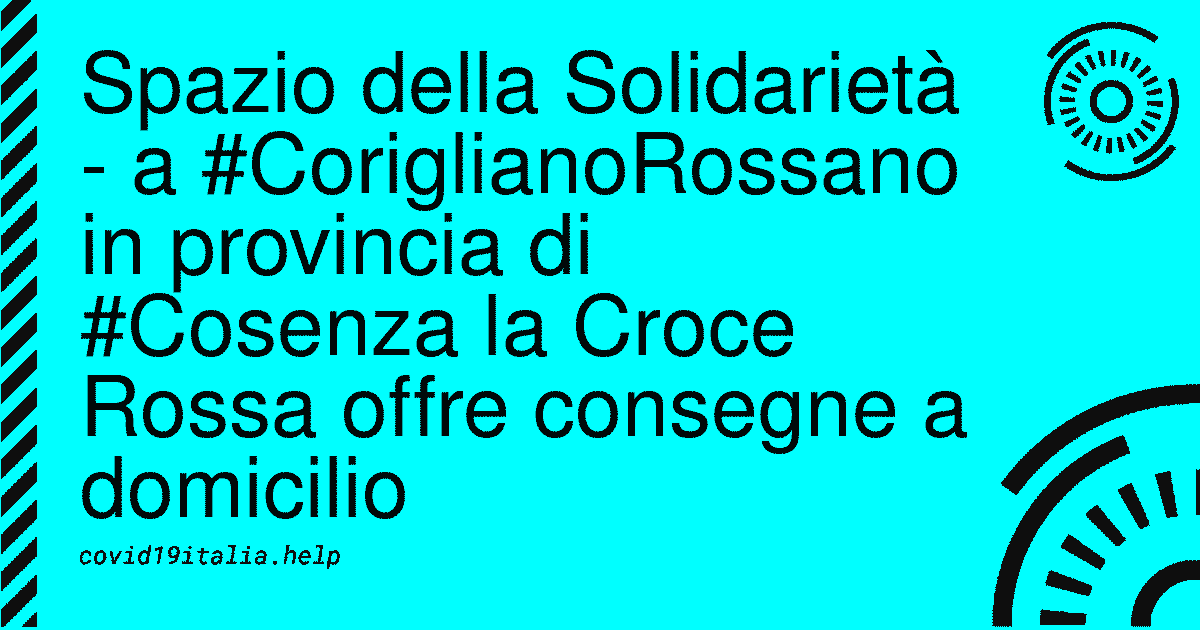 Spazio della Solidarietà
- a #CoriglianoRossano
in provincia di
#Cosenza la Croce
Rossa offre consegne a
domicilio
covid19italia.help